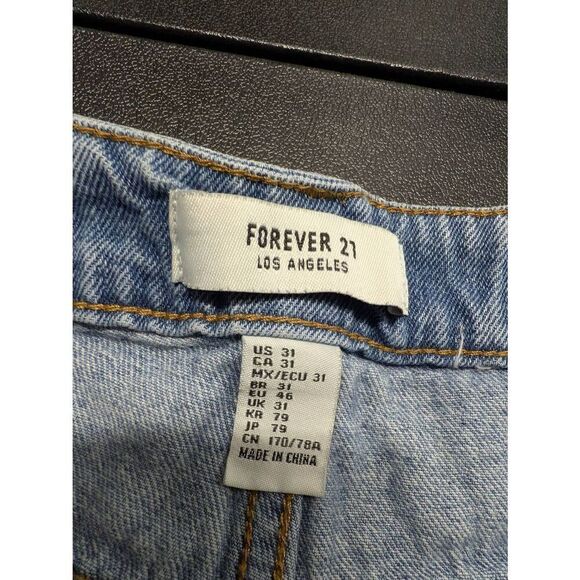 FOREVER 21
LOS ANGELES
US 31
CA 31
MX/ECU 31
BR 31
EU 46
UK 31
KR 79
JP 79
CN 170/78A
MADE IN CHINA